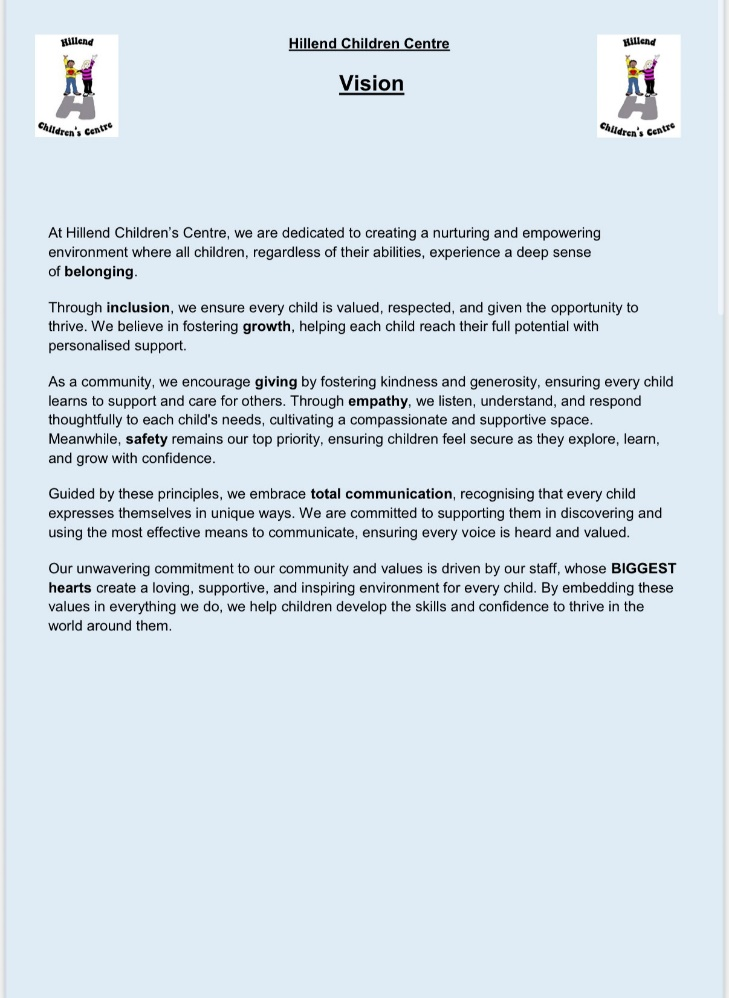 Hillend
Children's Centre
Hillend Children Centre
Vision
Hillend
Children's Centre
At Hillend Children’s Centre, we are dedicated to creating a nurturing and empowering
environment where all children, regardless of their abilities, experience a deep sense
of belonging.
Through inclusion, we ensure every child is valued, respected, and given the opportunity to
thrive. We believe in fostering growth, helping each child reach their full potential with
personalised support.
As a community, we encourage giving by fostering kindness and generosity, ensuring every child
learns to support and care for others. Through empathy, we listen, understand, and respond
thoughtfully to each child's needs, cultivating a compassionate and supportive space.
Meanwhile, safety remains our top priority, ensuring children feel secure as they explore, learn,
and grow with confidence.
Guided by these principles, we embrace total communication, recognising that every child
expresses themselves in unique ways. We are committed to supporting them in discovering and
using the most effective means to communicate, ensuring every voice is heard and valued.
Our unwavering commitment to our community and values is driven by our staff, whose BIGGEST
hearts create a loving, supportive, and inspiring environment for every child. By embedding these
values in everything we do, we help children develop the skills and confidence to thrive in the
world around them.